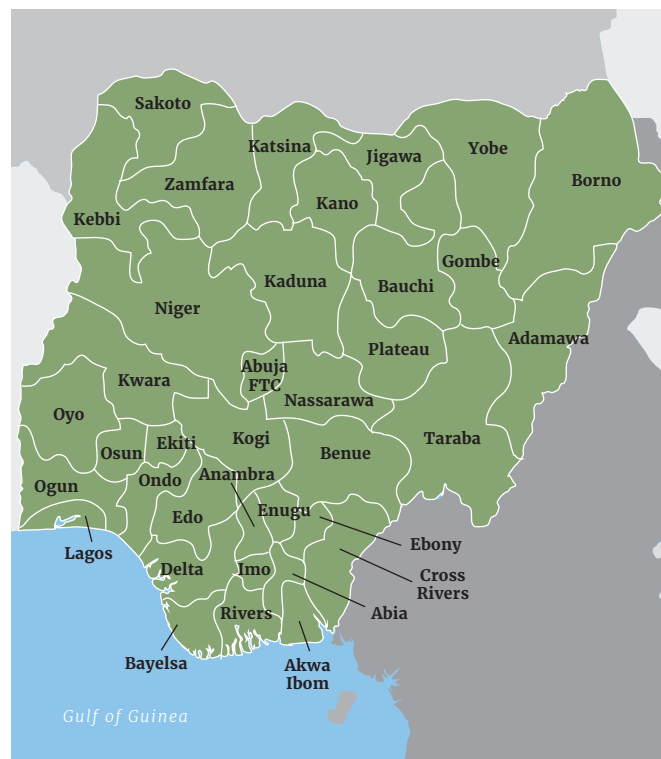 Sakoto
Katsina
Jigawa
Yobe
Borno
Zamfara
Kano
Kebbi
Gombe
Kaduna
Bauchi
Niger
Adamawa
Plateau
Abuja
FTC
Kwara
Nassarawa
Oyo
Kogi
Taraba
Ekiti
Osun
Benue
Anambra
Ondo
Ogun
Enugu
Edo
Ebony
Lagos
Delta
Imo
Cross
Rivers
Rivers
Abia
Bayelsa
Akwa
Ibom
Gulf of Guinea